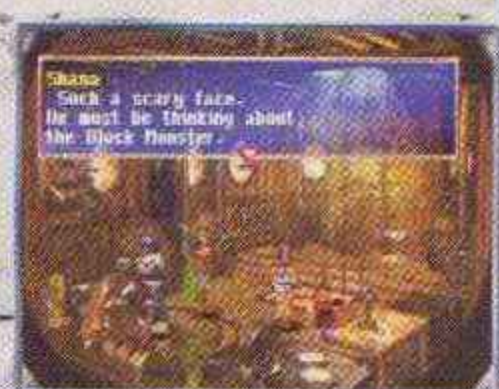 Shana
Such a scary face.
He must be thinking about
the Black Monster.